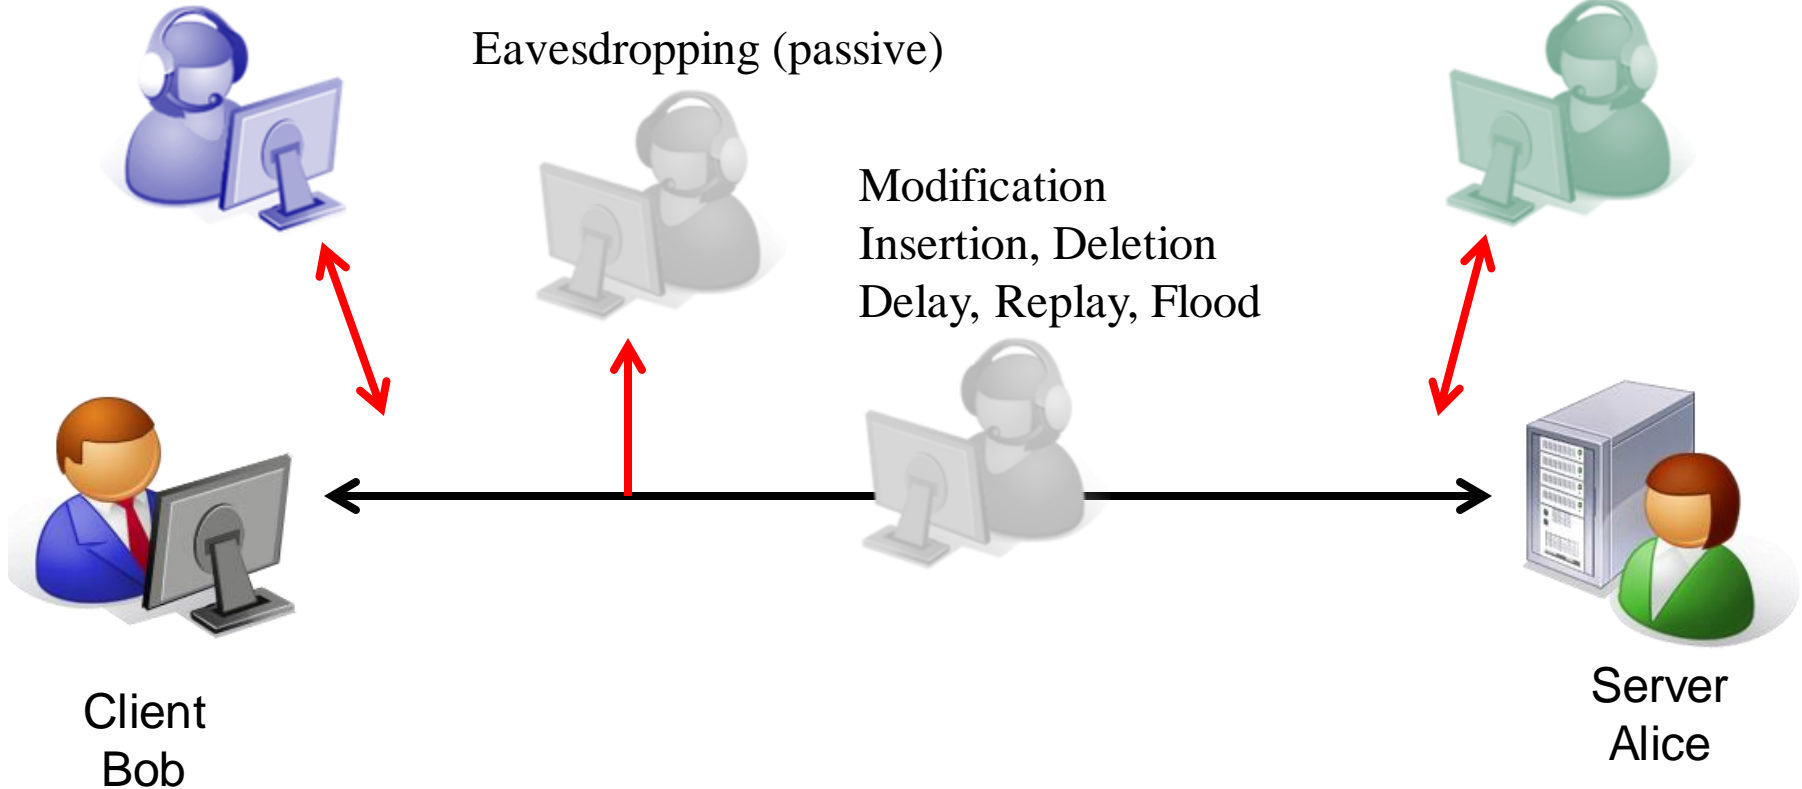 Eavesdropping (passive)
Modification
Insertion, Deletion
Delay, Replay, Flood
Client
Bob
Server
Alice